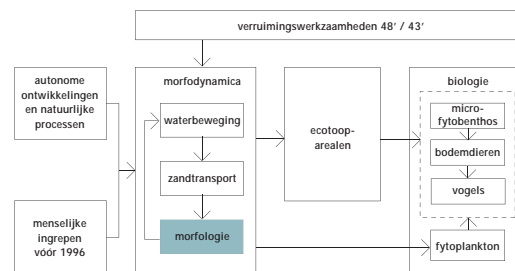 verruimingswerkzaamheden 48' / 43'
autonome
ontwikkelingen
en natuurlijke
processen
menselijke
ingrepen
vóór 1996
morfodynamica
waterbeweging
zandtransport
morfologie
ecotoop-
arealen
biologie
micro-
fytobenthos
bodemdieren
vogels
fytoplankton